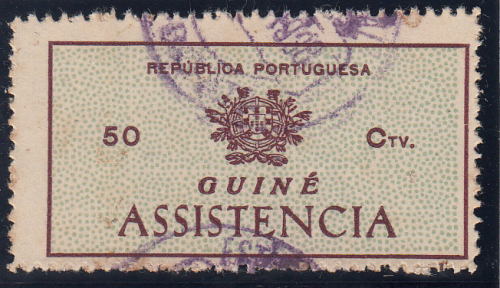 REPÚBLICA PORTUGUESA
50 CTV.
GUINÉ
ASSISTENCIA